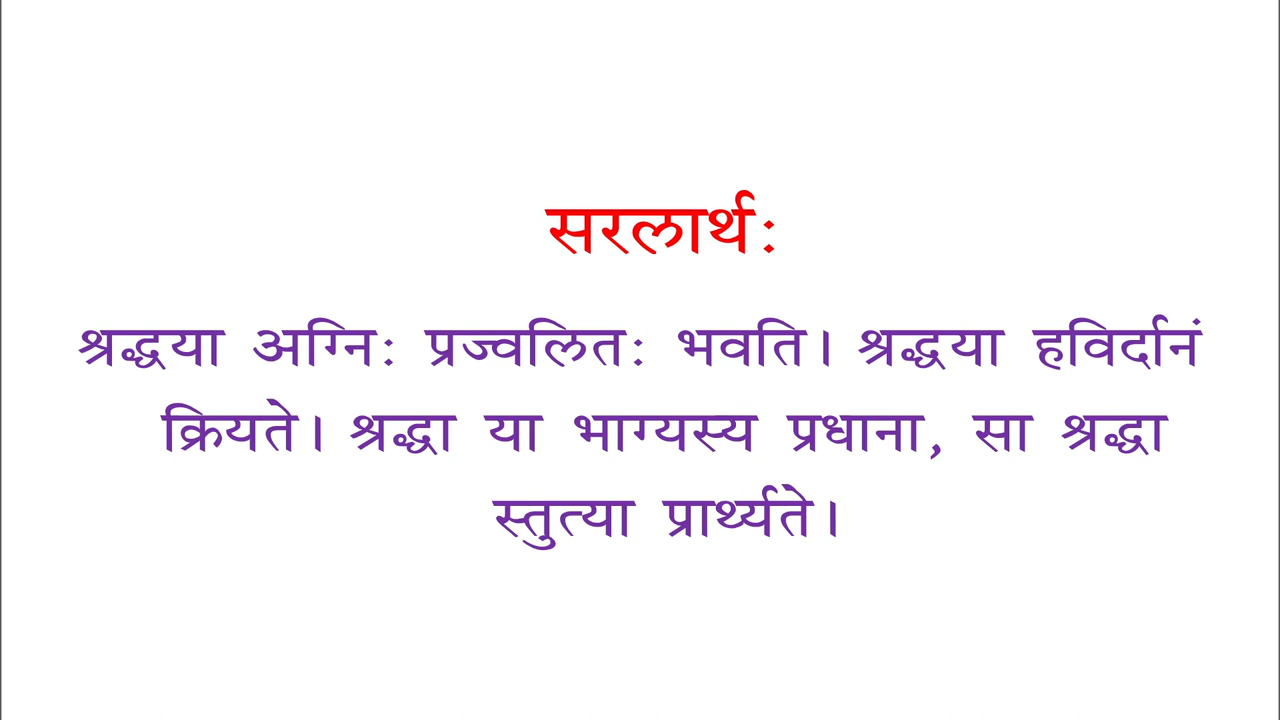 सरलार्थः
श्रद्धया अग्निः प्रज्वलितः भवति। श्रद्धया हविर्दानं
क्रियते। श्रद्धा या भाग्यस्य प्रधाना, सा श्रद्धा
स्तुत्या प्रार्थ्यते।